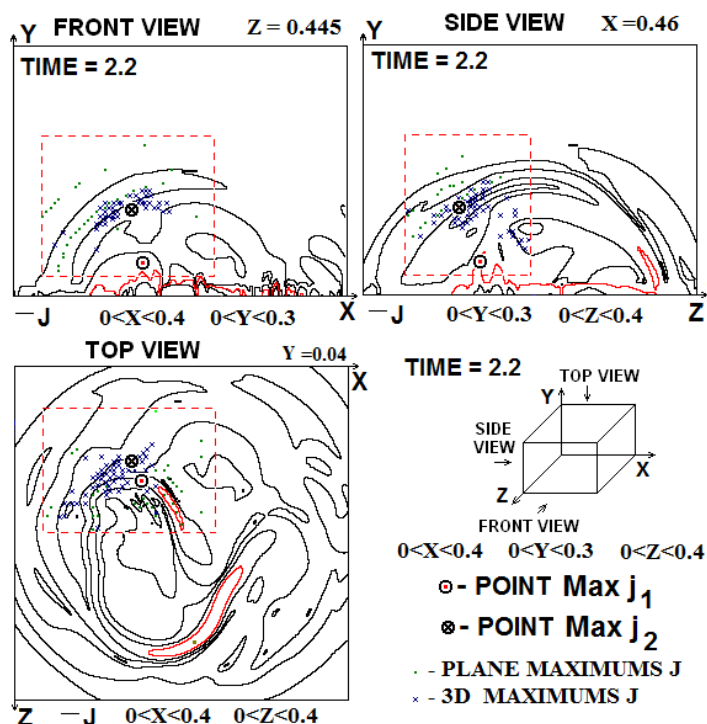 Y FRONT VIEW Z = 0.445
TIME = 2.2
X
—J 0<X<0.4 0<Y<0.3
Y SIDE VIEW X =0.46
TIME = 2.2
—J 0<Y<0.3 0<Z<0.4 Z
TOP VIEW Y =0.04
X
Z —J 0<X<0.4 0<Z<0.4
TIME = 2.2
TOP VIEW
Y
SIDE
VIEW
X
Z
FRONT VIEW
0<X<0.4 0<Y<0.3 0<Z<0.4
- POINT Max j1
- POINT Max j2
- PLANE MAXIMUMS J
- 3D MAXIMUMS J